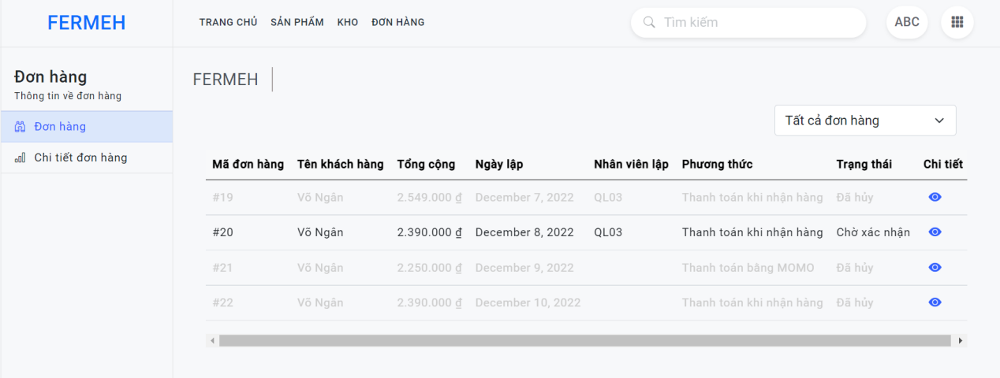 FERMEH TRANG CHỦ SẢN PHẨM KHO ĐƠN HÀNG Tìm kiếm ABC
Đơn hàng
Thông tin về đơn hàng
Đơn hàng
Chi tiết đơn hàng
FERMEH
Tất cả đơn hàng
Mã đơn hàng Tên khách hàng Tổng cộng Ngày lập Nhân viên lập Phương thức Trạng thái Chi tiết
#19 Võ Ngân 2.549.000 ₫ December 7, 2022 QL03 Thanh toán khi nhận hàng Đã hủy
#20 Võ Ngân 2.390.000 ₫ December 8, 2022 QL03 Thanh toán khi nhận hàng Chờ xác nhận
#21 Võ Ngân 2.250.000 ₫ December 9, 2022 Thanh toán bằng MOMO Đã hủy
#22 Võ Ngân 2.390.000 ₫ December 10, 2022 Thanh toán khi nhận hàng Đã hủy